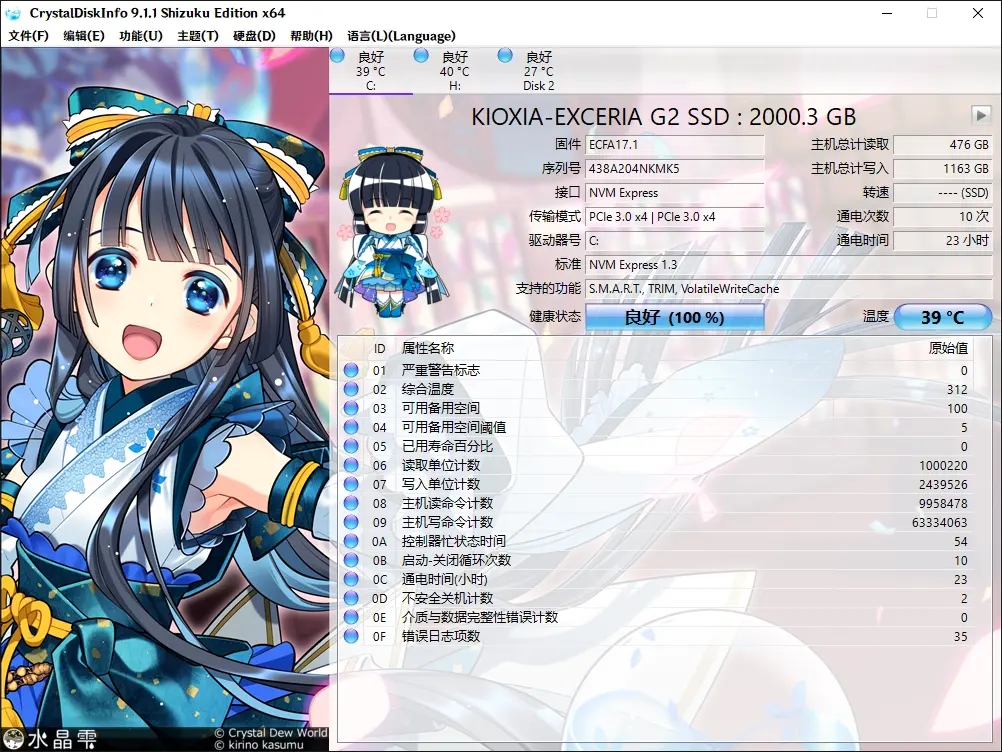 CrystalDiskInfo 9.1.1 Shizuku Edition x64
文件(F) 编辑(E) 功能(U) 主题(T) 硬盘(D) 帮助(H) 语言(L)(Language)
良好 良好 良好
39 °C 40 °C 27 °C
C: H: Disk 2
KIOXIA-EXCERIA G2 SSD : 2000.3 GB
固件 ECFA17.1 主机总计读取 476 GB
序列号 438A204NKMK5 主机总计写入 1163 GB
接口 NVM Express 转速 ---- (SSD)
传输模式 PCIe 3.0 x4 | PCIe 3.0 x4 通电次数 10 次
驱动器号 C: 通电时间 23 小时
标准 NVM Express 1.3
支持的功能 S.M.A.R.T., TRIM, VolatileWriteCache
健康状态 良好 (100 %) 温度 39 °C
ID 属性名称 原始值
01 严重警告标志 0
02 综合温度 312
03 可用备用空间 100
04 可用备用空间阈值 5
05 已用寿命百分比 0
06 读取单位计数 1000220
07 写入单位计数 2439526
08 主机读命令计数 9958478
09 主机写命令计数 63334063
0A 控制器忙状态时间 54
0B 启动-关闭循环次数 10
0C 通电时间(小时) 23
0D 不安全关机计数 2
0E 介质与数据完整性错误计数 0
0F 错误日志项数 35
水晶雫
© Crystal Dew World
© kirino kasumu